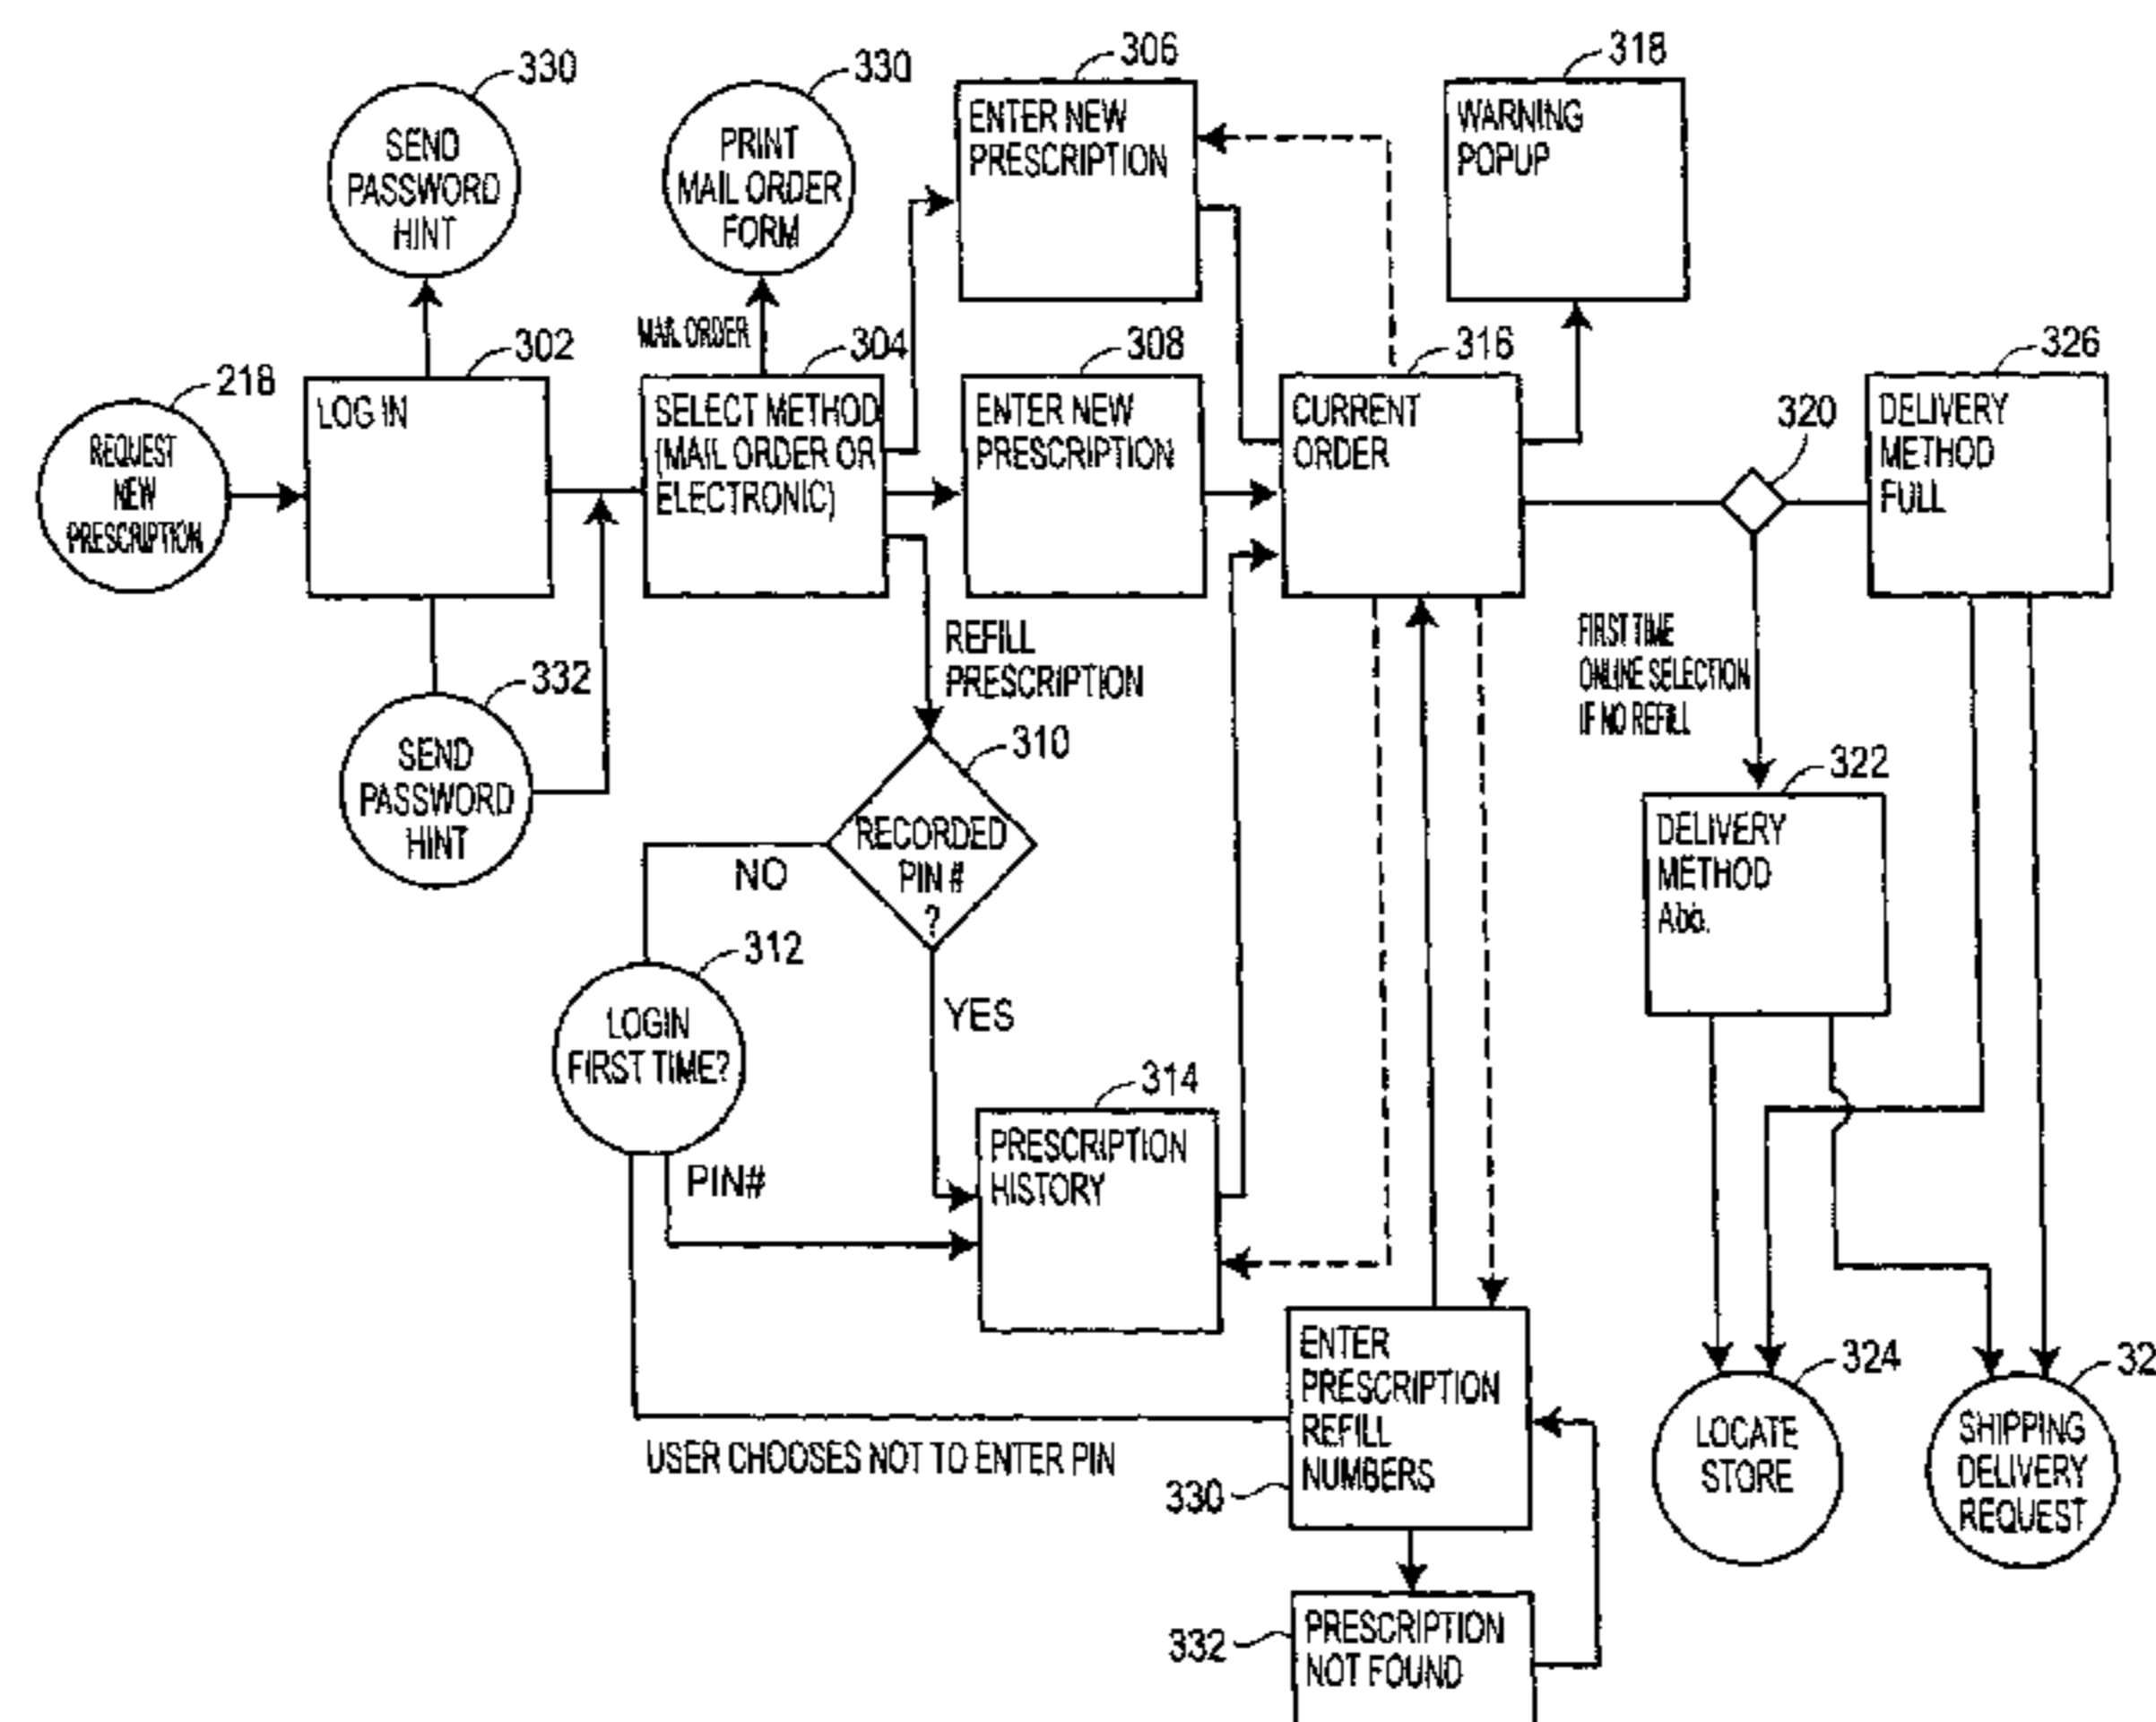 330
SEND
PASSWORD
HINT
330
PRINT
MAIL ORDER
FORM
306
ENTER NEW
PRESCRIPTION
318
WARNING
POPUP
218
REQUEST
NEW
PRESCRIPTION
302
LOG IN
MAIL ORDER
304
SELECT METHOD
(MAIL ORDER OR
ELECTRONIC)
308
ENTER NEW
PRESCRIPTION
316
CURRENT
ORDER
320
326
DELIVERY
METHOD
FULL
332
SEND
PASSWORD
HINT
REFILL
PRESCRIPTION
FIRST TIME
ONLINE SELECTION
IF NO REFILL
310
RECORDED
PIN #
?
NO
YES
322
DELIVERY
METHOD
Abb.
312
LOGIN
FIRST TIME?
PIN#
314
PRESCRIPTION
HISTORY
USER CHOOSES NOT TO ENTER PIN
330
ENTER
PRESCRIPTION
REFILL
NUMBERS
324
LOCATE
STORE
32
SHIPPING
DELIVERY
REQUEST
332
PRESCRIPTION
NOT FOUND